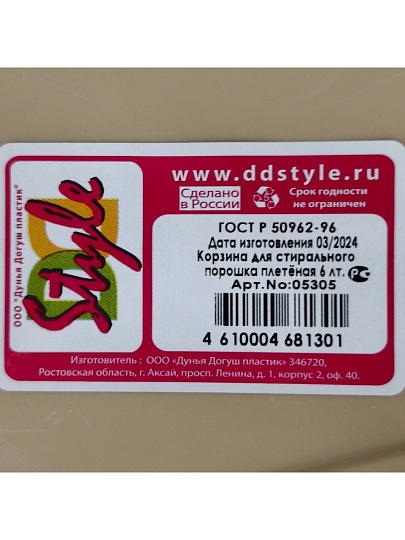 ООО "Дунья Догуш пластик"
Style
www.ddstyle.ru
Сделано
в России
Срок годности
не ограничен
ГОСТ Р 50962-96
Дата изготовления 03/2024
Корзина для стирального
порошка плетёная 6 лт.
Арт.No:05305
4 610004 681301
Изготовитель : ООО «Дунья Догуш пластик» 346720,
Ростовская область, г. Аксай, просп. Ленина, д. 1, корпус 2, оф. 40.